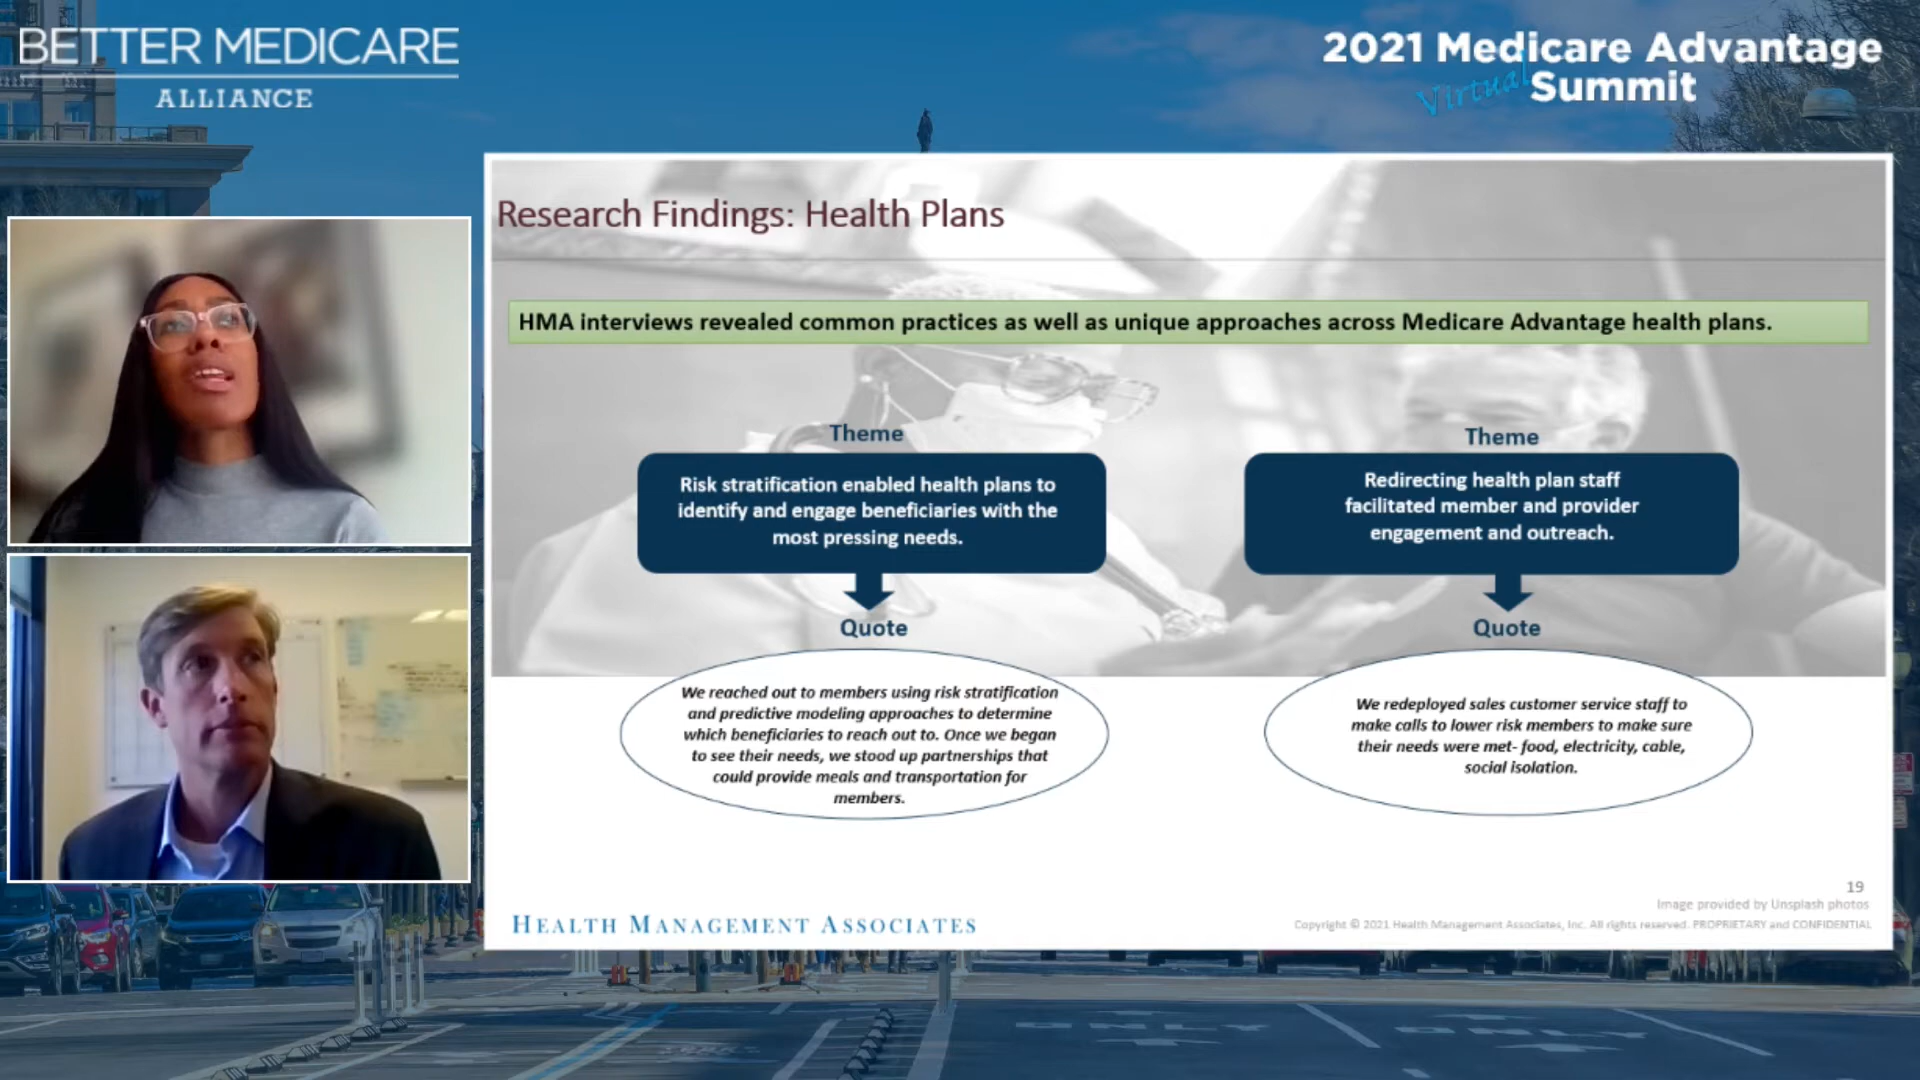 BETTER MEDICARE
ALLIANCE
2021 Medicare Advantage
Virtual Summit
Research Findings: Health Plans
HMA interviews revealed common practices as well as unique approaches across Medicare Advantage health plans.
Theme
Risk stratification enabled health plans to
identify and engage beneficiaries with the
most pressing needs.
Quote
We reached out to members using risk stratification
and predictive modeling approaches to determine
which beneficiaries to reach out to. Once we began
to see their needs, we stood up partnerships that
could provide meals and transportation for
members.
Theme
Redirecting health plan staff
facilitated member and provider
engagement and outreach.
Quote
We redeployed sales customer service staff to
make calls to lower risk members to make sure
their needs were met- food, electricity, cable,
social isolation.
19
Image provided by Unsplash photos
HEALTH MANAGEMENT ASSOCIATES
Copyright © 2021 Health Management Associates, Inc. All rights reserved. PROPRIETARY and CONFIDENTIAL
ONLY
ONLY